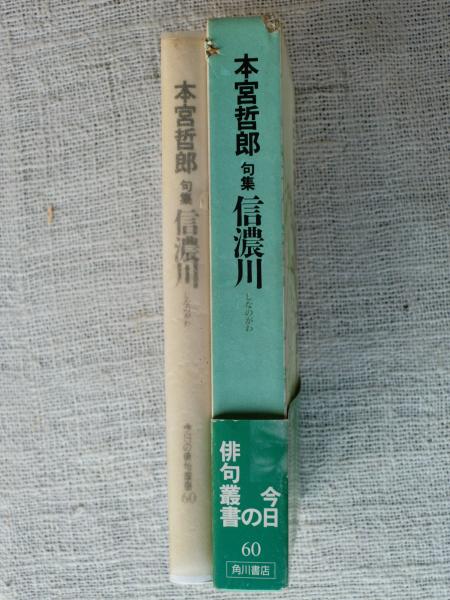 本宮哲郎 句集 信濃川
しなのがわ
今日の
俳句叢書
60
角川書店
本宮哲郎 句集 信濃川
しなのがわ
今日の俳句叢書 60